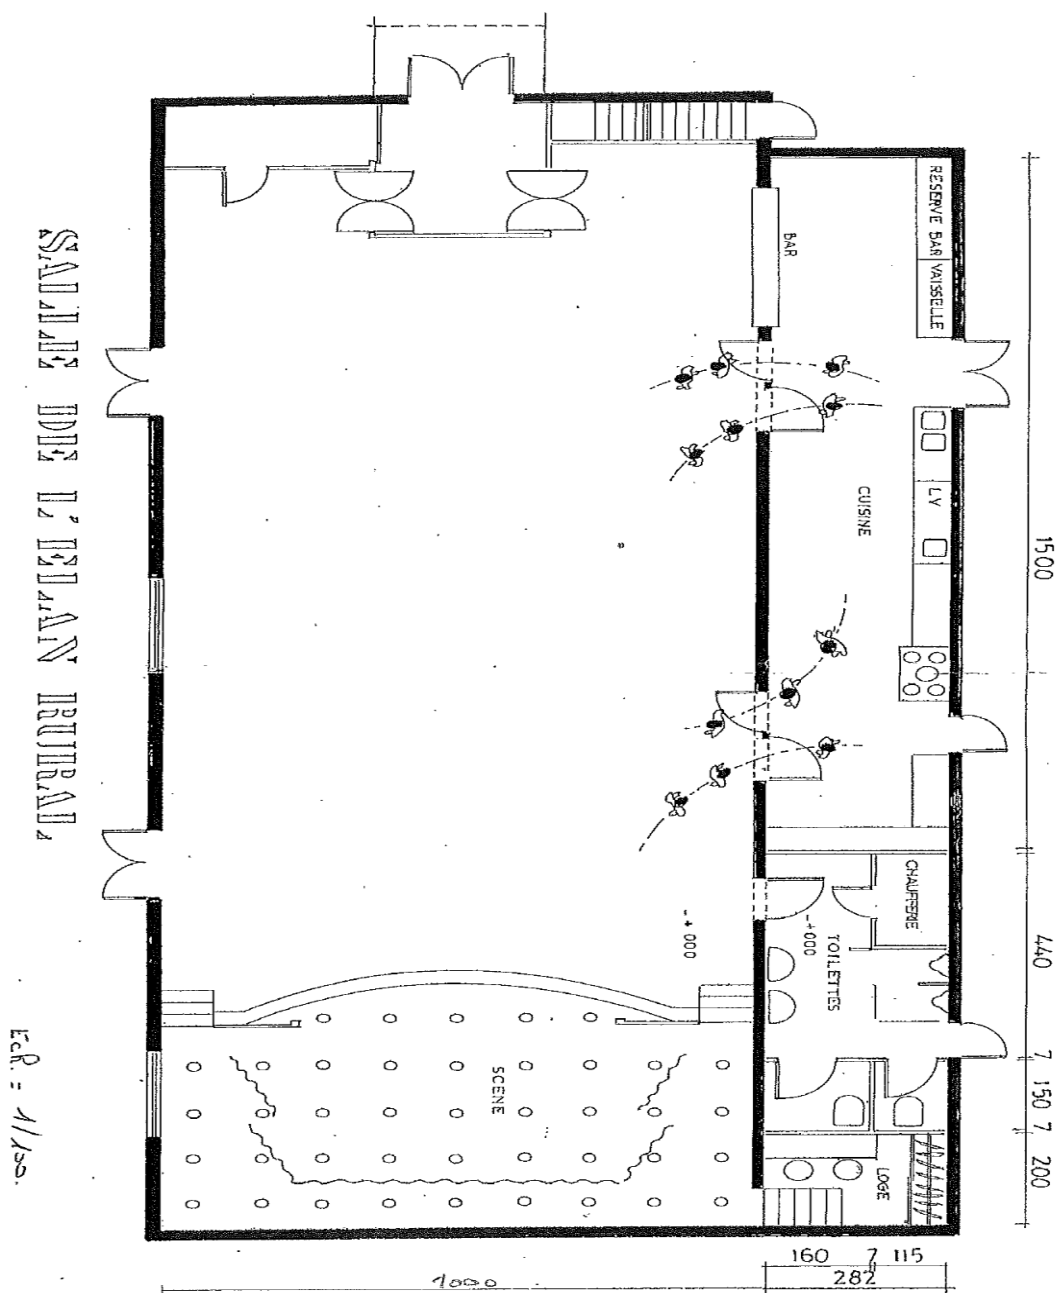 SALLE DE L'ELAN RURAL
RESERVE BAR VAISSELLE
BAR
CUISINE
LV
1500
CHAUFFERIE
-+000
TOILETTES
-+000
440
7
150
7
200
SCENE
LOGE
160
7
115
282
1000
Ech. = 1/100.